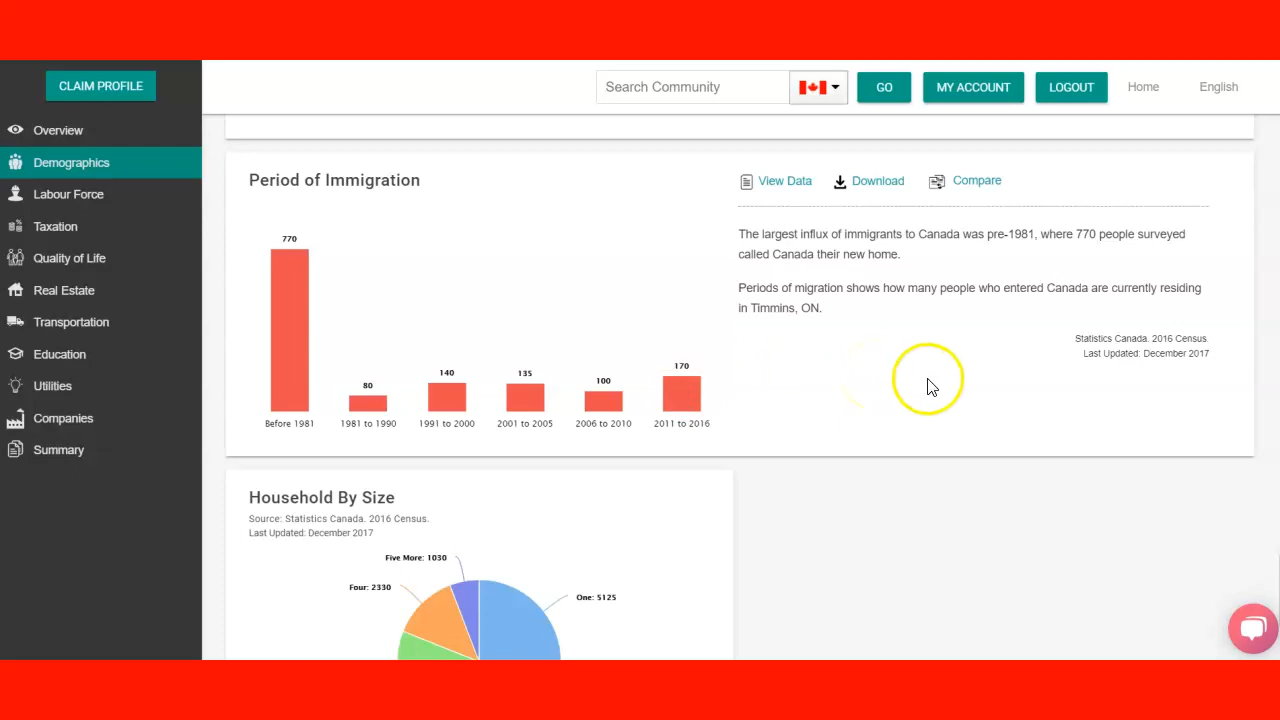 CLAIM PROFILE
Search Community
GO
MY ACCOUNT
LOGOUT
Home
English
Overview
Demographics
Labour Force
Taxation
Quality of Life
Real Estate
Transportation
Education
Utilities
Companies
Summary
Period of Immigration
770
80
140
135
100
170
Before 1981
1981 to 1990
1991 to 2000
2001 to 2005
2006 to 2010
2011 to 2016
View Data
Download
Compare
The largest influx of immigrants to Canada was pre-1981, where 770 people surveyed
called Canada their new home.
Periods of migration shows how many people who entered Canada are currently residing
in Timmins, ON.
Statistics Canada. 2016 Census.
Last Updated: December 2017
Household By Size
Source: Statistics Canada. 2016 Census.
Last Updated: December 2017
Five More: 1030
Four: 2330
One: 5125